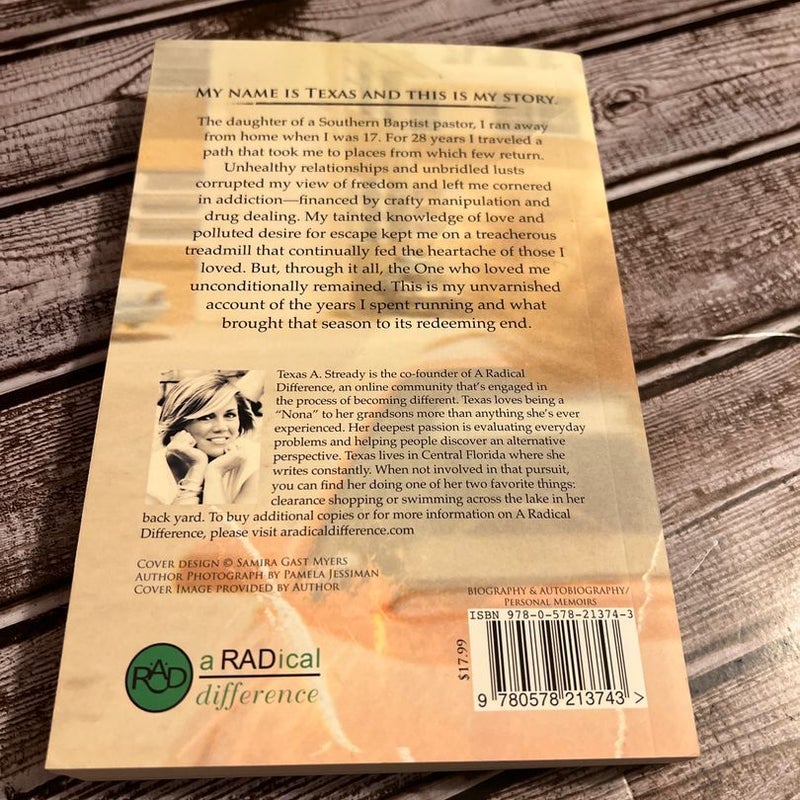 My name is Texas and this is my story.
The daughter of a Southern Baptist pastor, I ran away
from home when I was 17. For 28 years I traveled a
path that took me to places from which few return.
Unhealthy relationships and unbridled lusts
corrupted my view of freedom and left me cornered
in addiction—financed by crafty manipulation and
drug dealing. My tainted knowledge of love and
polluted desire for escape kept me on a treacherous
treadmill that continually fed the heartache of those I
loved. But, through it all, the One who loved me
unconditionally remained. This is my unvarnished
account of the years I spent running and what
brought that season to its redeeming end.
Texas A. Stready is the co-founder of A Radical
Difference, an online community that's engaged in
the process of becoming different. Texas loves being a
"Nona" to her grandsons more than anything she's ever
experienced. Her deepest passion is evaluating everyday
problems and helping people discover an alternative
perspective. Texas lives in Central Florida where she
writes constantly. When not involved in that pursuit,
you can find her doing one of her two favorite things:
clearance shopping or swimming across the lake in her
back yard. To buy additional copies or for more information on A Radical
Difference, please visit aradicaldifference.com
Cover design © Samira Gast Myers
Author Photograph by Pamela Jessiman
Cover Image provided by Author
BIOGRAPHY & AUTOBIOGRAPHY/
Personal Memoirs
ISBN 978-0-578-21374-3
$17.99
9 780578 213743 >
RAD
a RADical
difference